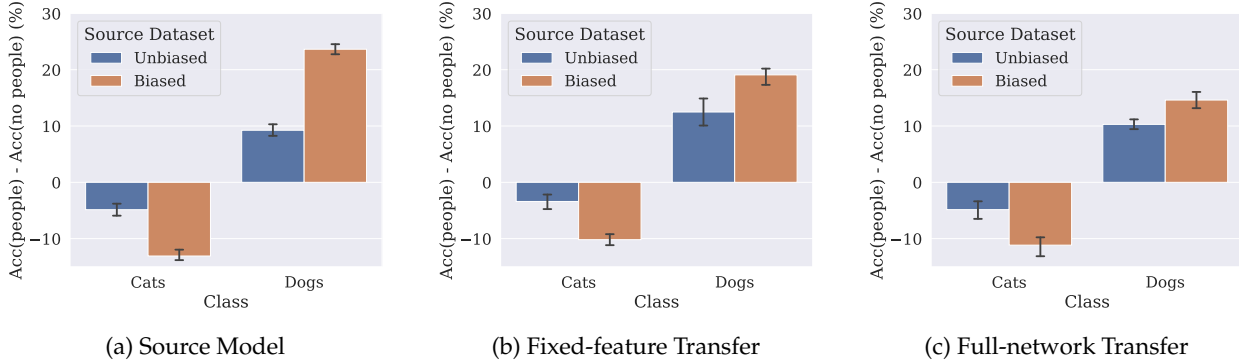 Acc(people) - Acc(no people) (%)
30
20
10
0
−10
Source Dataset
Unbiased
Biased
Cats
Dogs
Class
(a) Source Model
Acc(people) - Acc(no people) (%)
30
20
10
0
−10
Source Dataset
Unbiased
Biased
Cats
Dogs
Class
(b) Fixed-feature Transfer
Acc(people) - Acc(no people) (%)
30
20
10
0
−10
Source Dataset
Unbiased
Biased
Cats
Dogs
Class
(c) Full-network Transfer